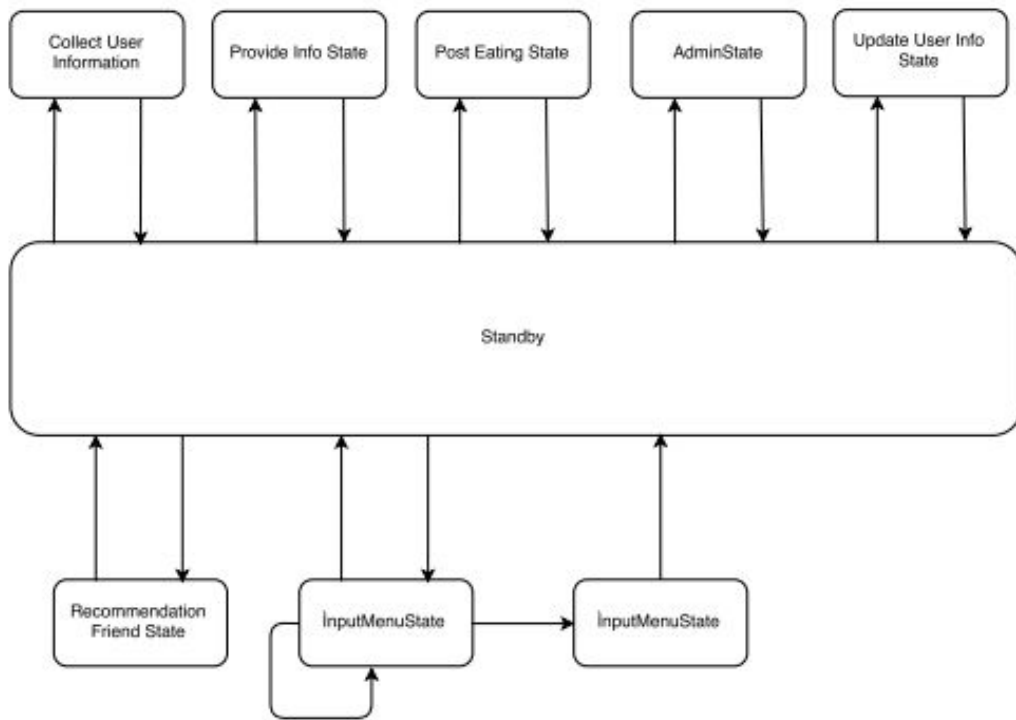 Collect User
Information
Provide Info State
Post Eating State
AdminState
Update User Info
State
Standby
Recommendation
Friend State
İnputMenuState
İnputMenuState